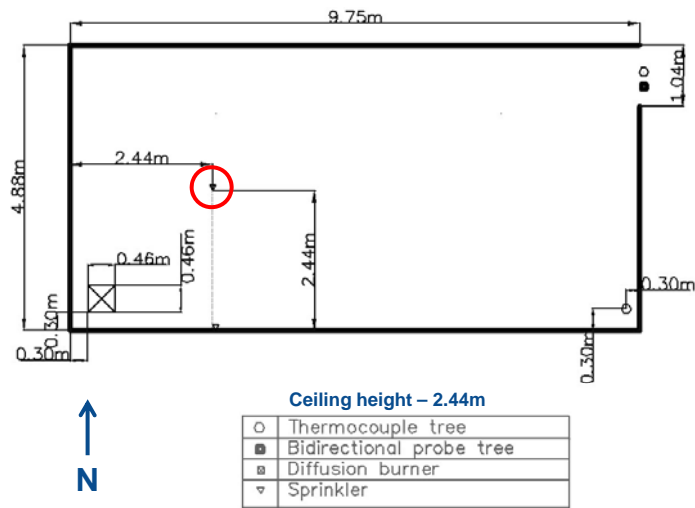 9.75m
1.04m
4.88m
2.44m
0.46m
0.46m
2.44m
0.30m
0.30m
0.30m
0.30m
Ceiling height – 2.44m
Thermocouple tree
Bidirectional probe tree
Diffusion burner
Sprinkler
N